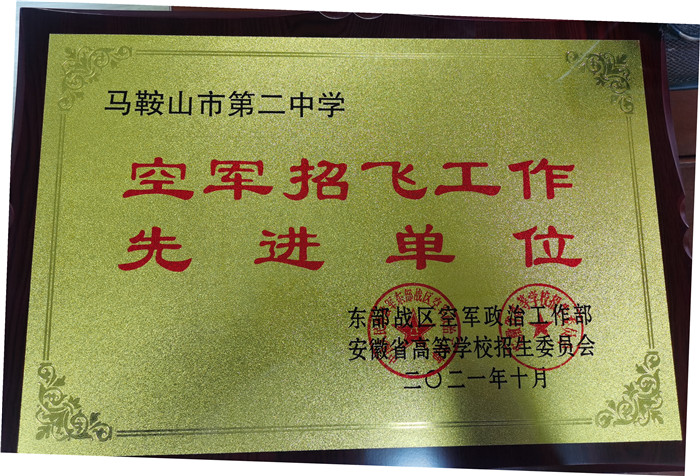 马鞍山市第二中学
空军招飞工作
先进单位
东部战区空军政治工作部
安徽省高等学校招生委员会
二〇二一年十月